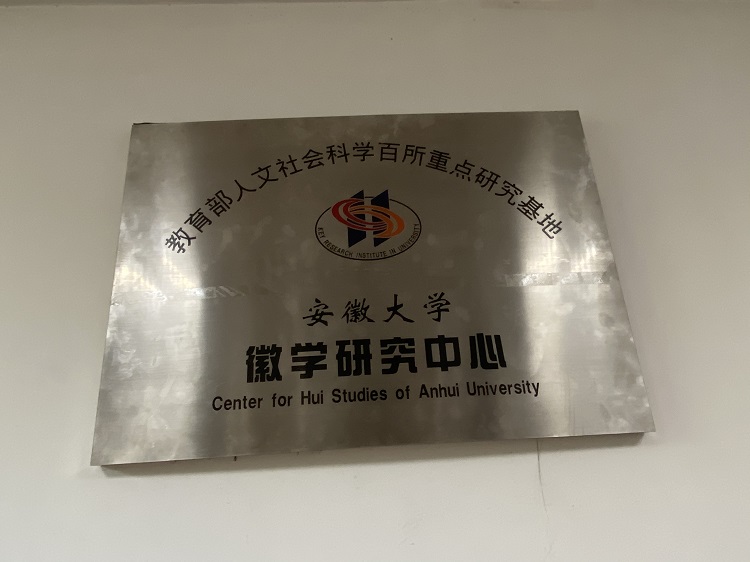 教育部人文社会科学百所重点研究基地
KEY RESEARCH INSTITUTE IN UNIVERSITY
安徽大学
徽学研究中心
Center for Hui Studies of Anhui University